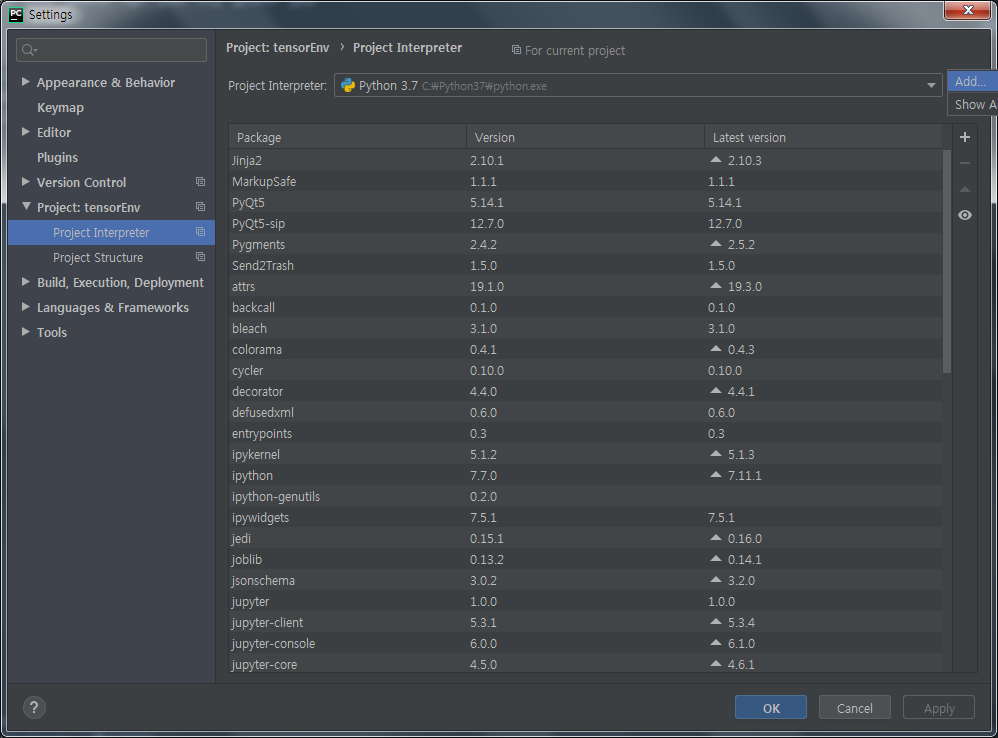 PC Settings
Project: tensorEnv › Project Interpreter For current project
Appearance & Behavior
Keymap
Editor
Plugins
Version Control
Project: tensorEnv
Project Interpreter
Project Structure
Build, Execution, Deployment
Languages & Frameworks
Tools
Project Interpreter: Python 3.7 C:₩Python37₩python.exe
Add...
Show A
Package Version Latest version
Jinja2 2.10.1 2.10.3
MarkupSafe 1.1.1 1.1.1
PyQt5 5.14.1 5.14.1
PyQt5-sip 12.7.0 12.7.0
Pygments 2.4.2 2.5.2
Send2Trash 1.5.0 1.5.0
attrs 19.1.0 19.3.0
backcall 0.1.0 0.1.0
bleach 3.1.0 3.1.0
colorama 0.4.1 0.4.3
cycler 0.10.0 0.10.0
decorator 4.4.0 4.4.1
defusedxml 0.6.0 0.6.0
entrypoints 0.3 0.3
ipykernel 5.1.2 5.1.3
ipython 7.7.0 7.11.1
ipython-genutils 0.2.0
ipywidgets 7.5.1 7.5.1
jedi 0.15.1 0.16.0
joblib 0.13.2 0.14.1
jsonschema 3.0.2 3.2.0
jupyter 1.0.0 1.0.0
jupyter-client 5.3.1 5.3.4
jupyter-console 6.0.0 6.1.0
jupyter-core 4.5.0 4.6.1
? OK Cancel Apply